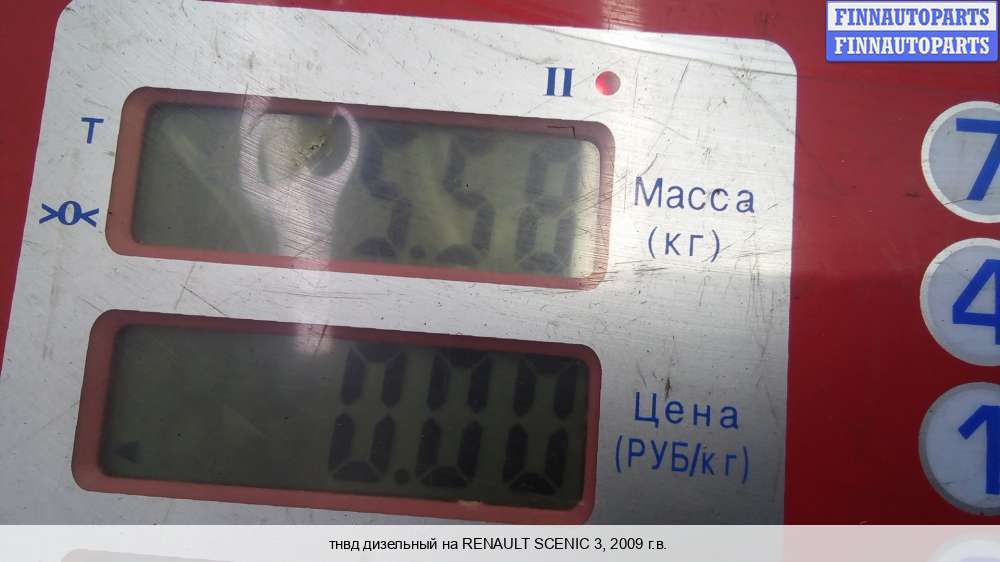 FINNAUTOPARTS
FINNAUTOPARTS
II
T
>0<
5.58
Масса
(кг)
7
4
0.00
Цена
(РУБ/кг)
1
тнвд дизельный на RENAULT SCENIC 3, 2009 г.в.